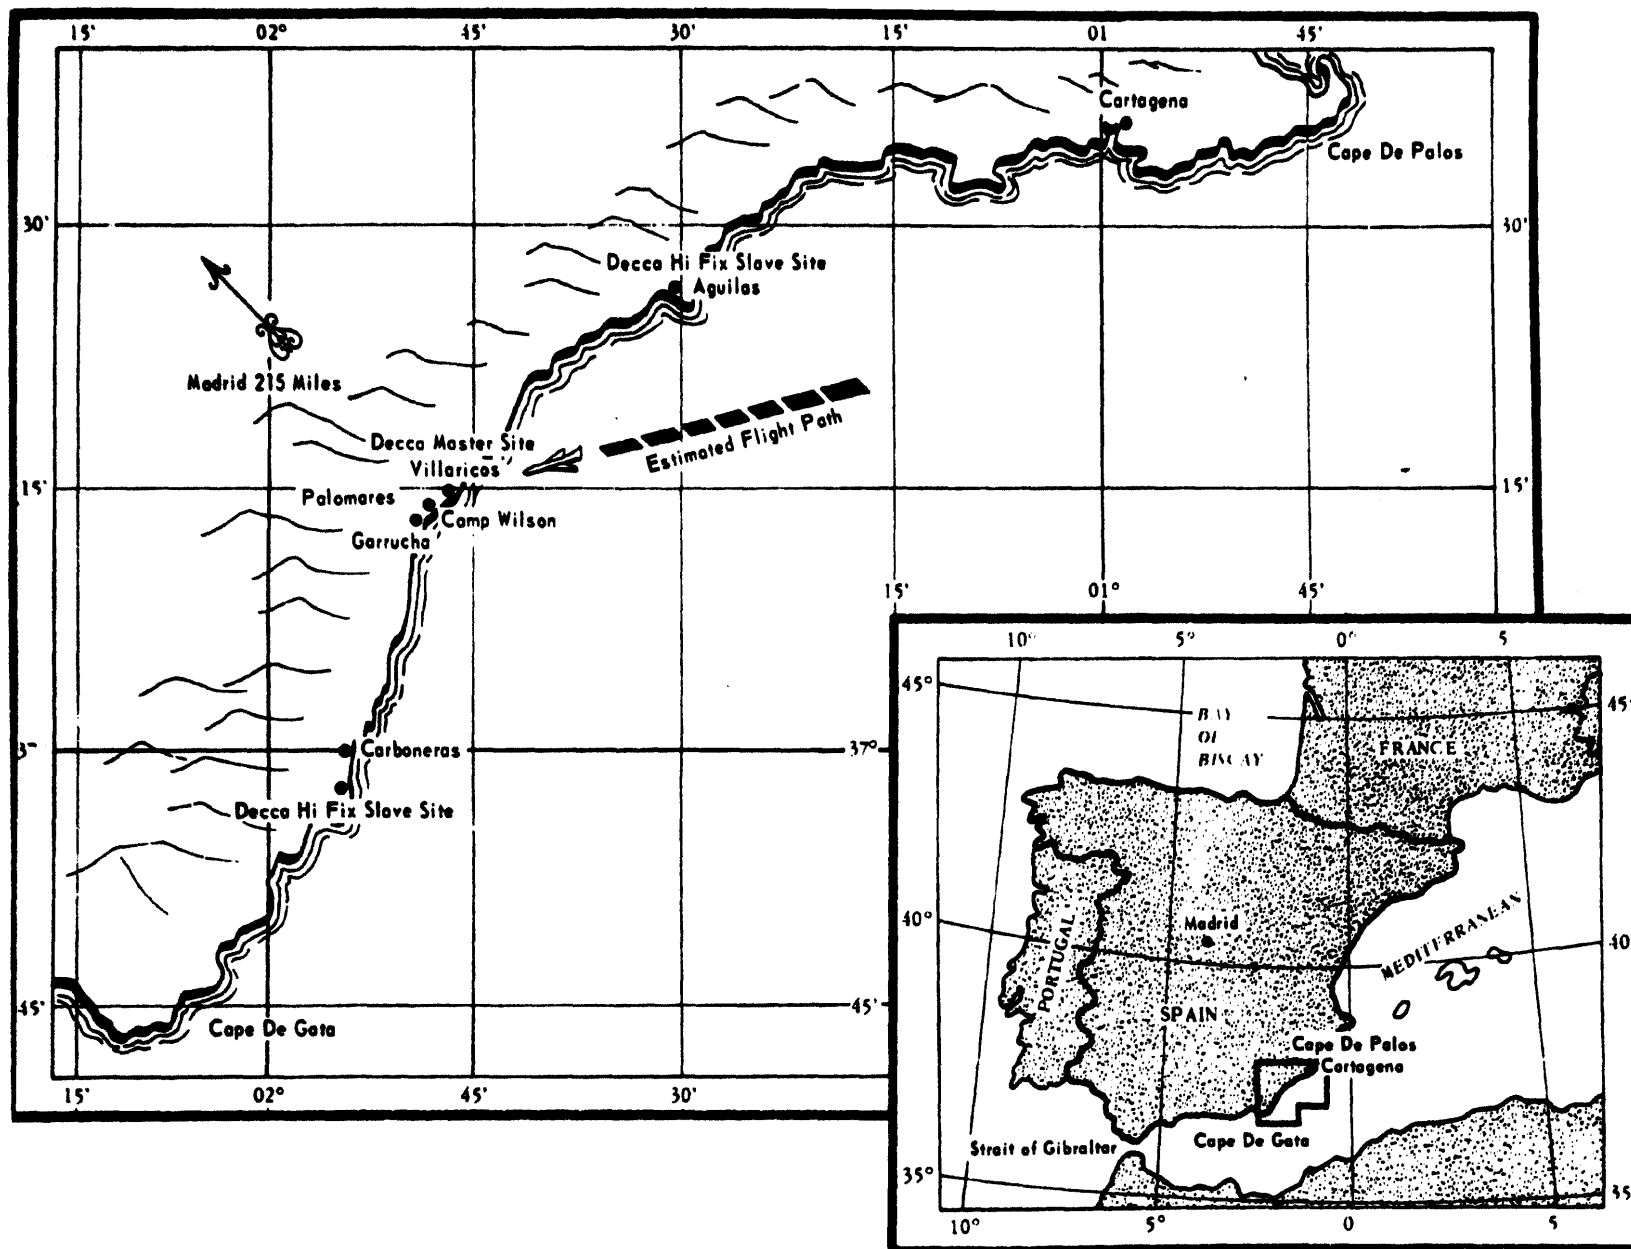 15' 02° 45' 30' 15' 01 45'
Cartagena
Cape De Palos
30' 30'
Decca Hi Fix Slave Site
Aguilas
Madrid 215 Miles
Estimated Flight Path
Decca Master Site
Villaricos
15' 15'
Palomares
Camp Wilson
Garrucha
15' 01° 45'
Carboneras
37°
Decca Hi Fix Slave Site
45' 45'
Cape De Gata
15' 02° 45' 30'
10° 5° 0° 5
45° 45°
BAY
OF
BISCAY
FRANCE
40° 40
Madrid
MEDITERRANEAN
PORTUGAL
SPAIN
Cape De Palos
Cartagena
Cape De Gata
Strait of Gibraltar
35° 35
10° 5° 0 5